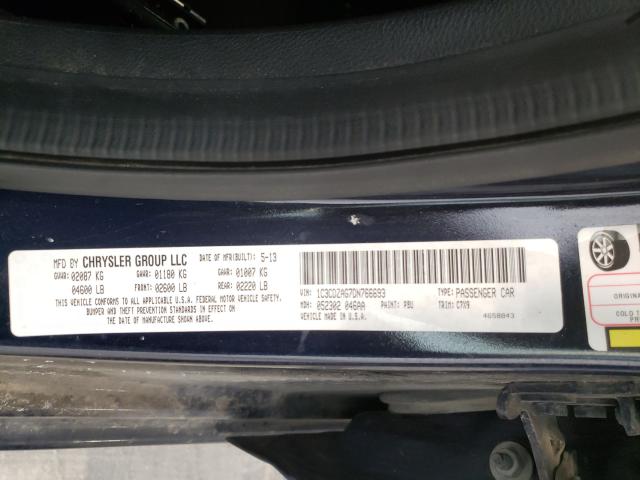 MFD BY CHRYSLER GROUP LLC DATE OF MFR(BUILT): 5-13
GVWR: 02087 KG GAWR: 01180 KG GAWR: 01007 KG
04600 LB FRONT: 02600 LB REAR: 02220 LB
THIS VEHICLE CONFORMS TO ALL APPLICABLE U.S.A. FEDERAL MOTOR VEHICLE SAFETY,
BUMPER AND THEFT PREVENTION STANDARDS IN EFFECT ON
THE DATE OF MANUFACTURE SHOWN ABOVE.
VIN: 1C3CDZAG7DN766693 TYPE: PASSENGER CAR
MDH: 052302 046AA PAINT: PBU TRIM: C7X9
VEHICLE MADE IN U.S.A.
4658843
COLD T